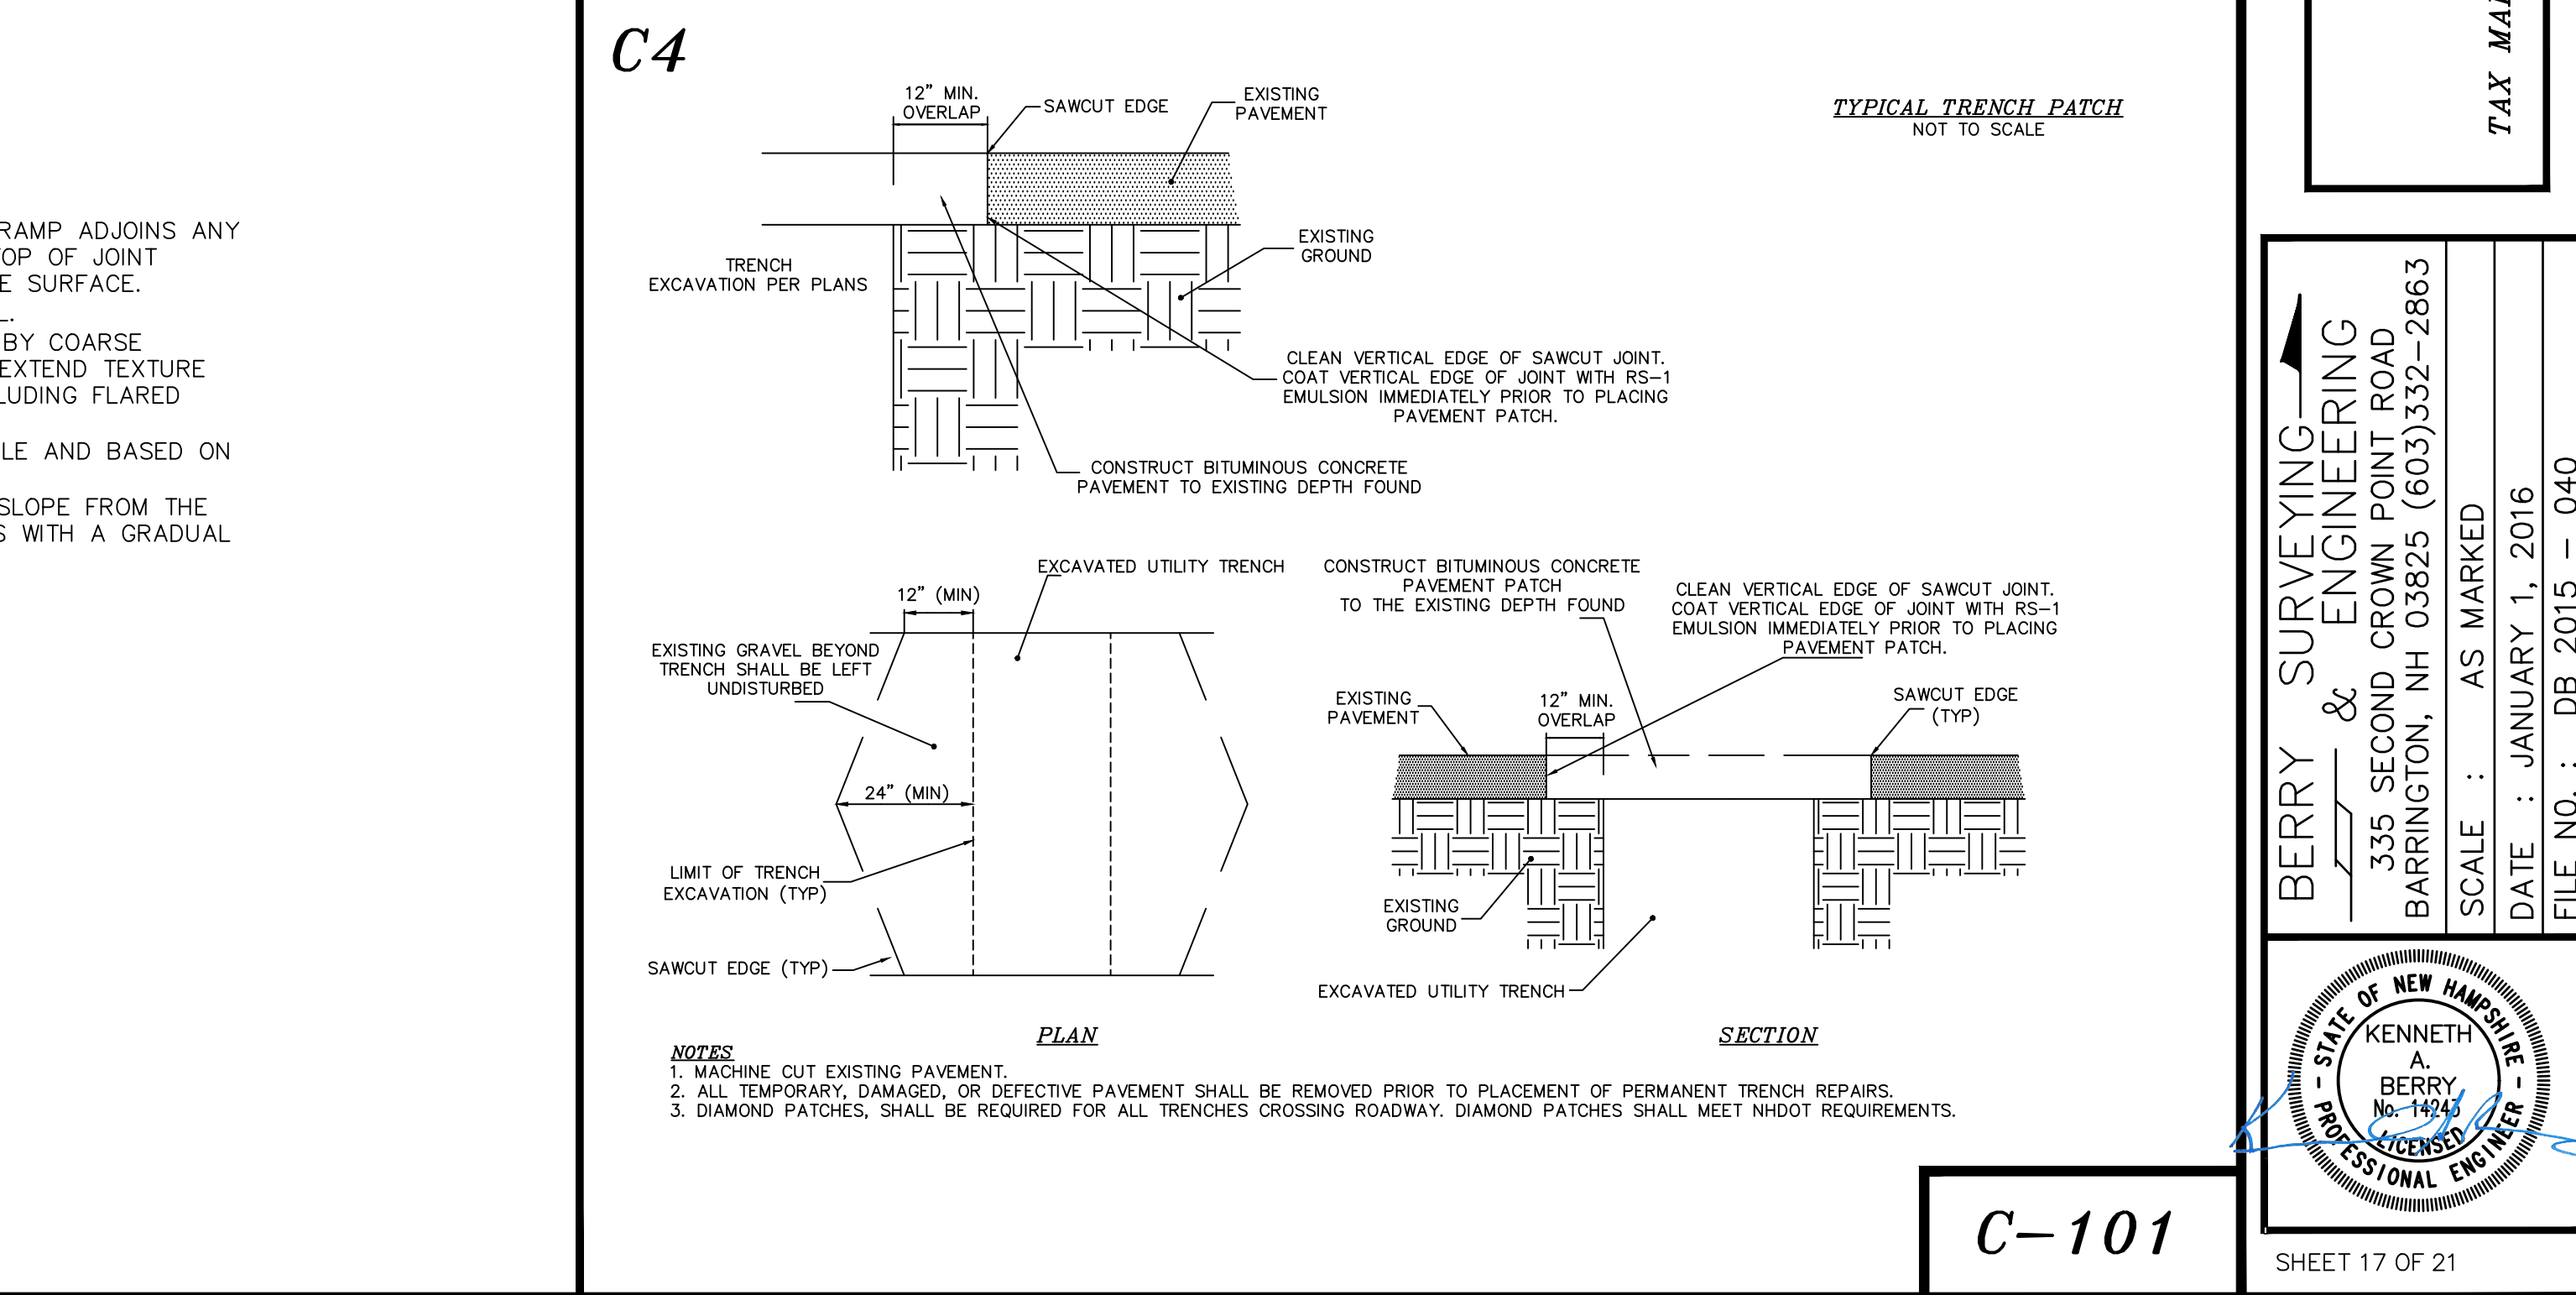 RAMP ADJOINS ANY
TOP OF JOINT
E SURFACE.
BY COARSE
EXTEND TEXTURE
LUDING FLARED
LE AND BASED ON
SLOPE FROM THE
S WITH A GRADUAL
C4
TYPICAL TRENCH PATCH
NOT TO SCALE
12" MIN.
OVERLAP
SAWCUT EDGE
EXISTING
PAVEMENT
TRENCH
EXCAVATION PER PLANS
EXISTING
GROUND
CLEAN VERTICAL EDGE OF SAWCUT JOINT.
COAT VERTICAL EDGE OF JOINT WITH RS-1
EMULSION IMMEDIATELY PRIOR TO PLACING
PAVEMENT PATCH.
CONSTRUCT BITUMINOUS CONCRETE
PAVEMENT TO EXISTING DEPTH FOUND
EXCAVATED UTILITY TRENCH
12" (MIN)
EXISTING GRAVEL BEYOND
TRENCH SHALL BE LEFT
UNDISTURBED
24" (MIN)
LIMIT OF TRENCH
EXCAVATION (TYP)
SAWCUT EDGE (TYP)
PLAN
CONSTRUCT BITUMINOUS CONCRETE
PAVEMENT PATCH
TO THE EXISTING DEPTH FOUND
CLEAN VERTICAL EDGE OF SAWCUT JOINT.
COAT VERTICAL EDGE OF JOINT WITH RS-1
EMULSION IMMEDIATELY PRIOR TO PLACING
PAVEMENT PATCH.
EXISTING
PAVEMENT
12" MIN.
OVERLAP
SAWCUT EDGE
(TYP)
EXISTING
GROUND
EXCAVATED UTILITY TRENCH
SECTION
NOTES
1. MACHINE CUT EXISTING PAVEMENT.
2. ALL TEMPORARY, DAMAGED, OR DEFECTIVE PAVEMENT SHALL BE REMOVED PRIOR TO PLACEMENT OF PERMANENT TRENCH REPAIRS.
3. DIAMOND PATCHES, SHALL BE REQUIRED FOR ALL TRENCHES CROSSING ROADWAY. DIAMOND PATCHES SHALL MEET NHDOT REQUIREMENTS.
C-101
TAX MAP
BERRY SURVEYING
& ENGINEERING
335 SECOND CROWN POINT ROAD
BARRINGTON, NH 03825 (603)332-2863
SCALE : AS MARKED
DATE : JANUARY 1, 2016
FILE NO. : DB 2015 - 040
STATE OF NEW HAMPSHIRE
KENNETH
A.
BERRY
No. 14245
LICENSED
PROFESSIONAL ENGINEER
SHEET 17 OF 21